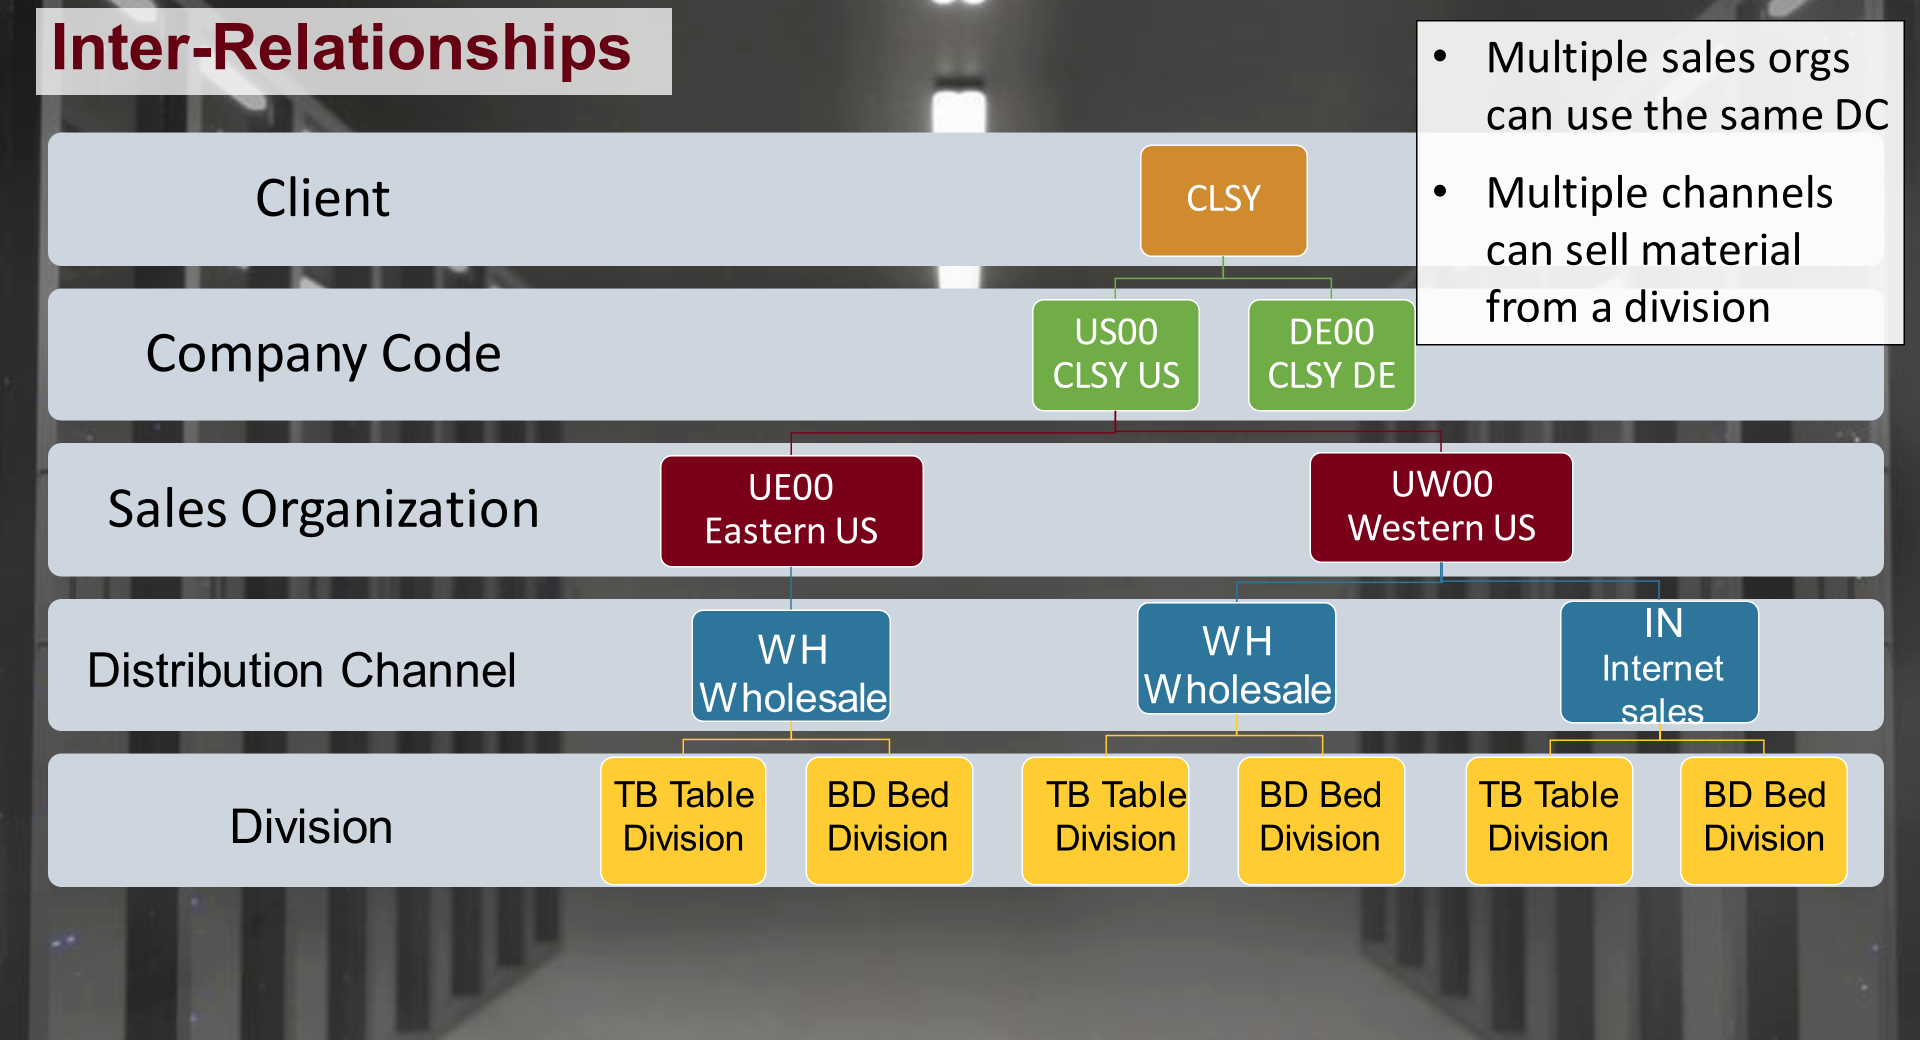 Inter-Relationships
• Multiple sales orgs
can use the same DC
• Multiple channels
can sell material
from a division
Client
CLSY
Company Code
US00
CLSY US
DE00
CLSY DE
Sales Organization
UE00
Eastern US
UW00
Western US
Distribution Channel
WH
Wholesale
WH
Wholesale
IN
Internet
sales
Division
TB Table
Division
BD Bed
Division
TB Table
Division
BD Bed
Division
TB Table
Division
BD Bed
Division